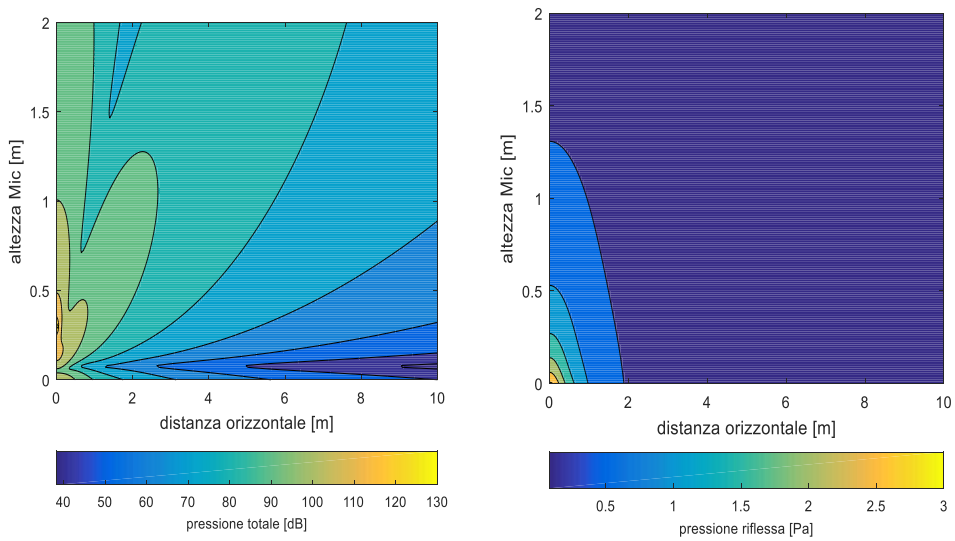 2
1.5
1
0.5
0
altezza Mic [m]
0 2 4 6 8 10
distanza orizzontale [m]
40 50 60 70 80 90 100 110 120 130
pressione totale [dB]
2
1.5
1
0.5
0
altezza Mic [m]
0 2 4 6 8 10
distanza orizzontale [m]
0.5 1 1.5 2 2.5 3
pressione riflessa [Pa]